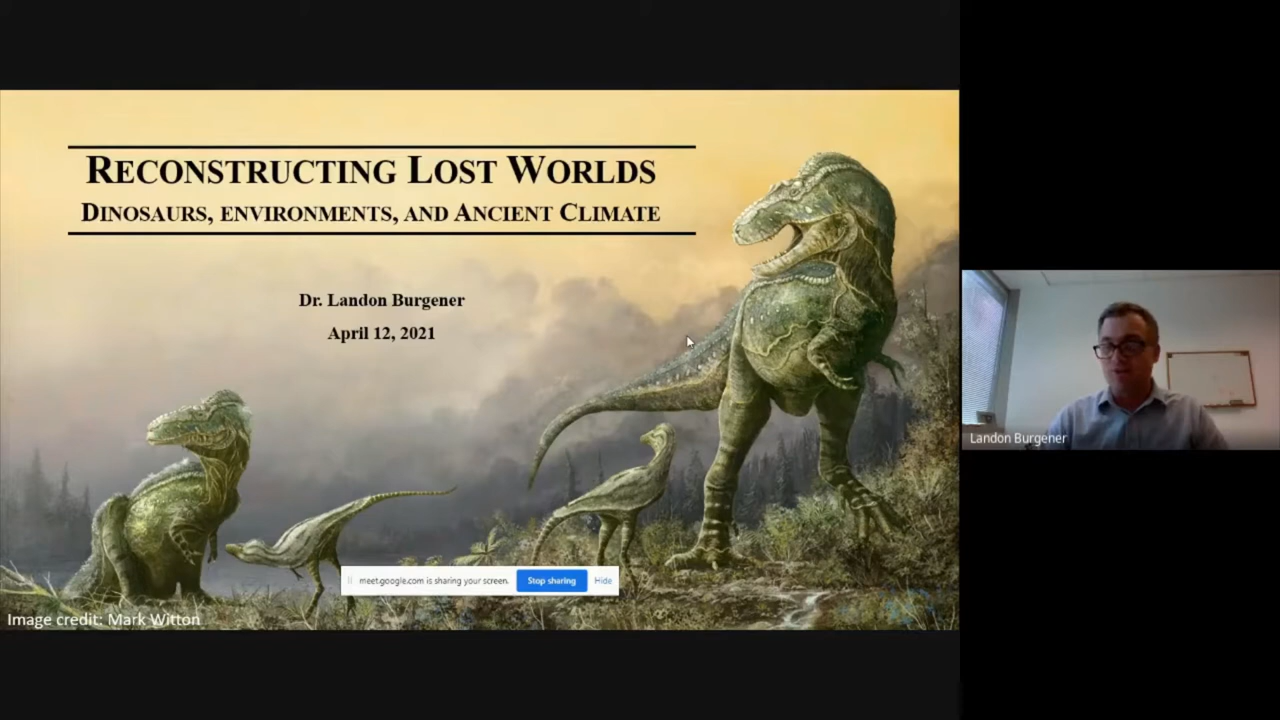 RECONSTRUCTING LOST WORLDS
DINOSAURS, ENVIRONMENTS, AND ANCIENT CLIMATE
Dr. Landon Burgener
April 12, 2021
meet.google.com is sharing your screen. Stop sharing Hide
Image credit: Mark Witton
Landon Burgener